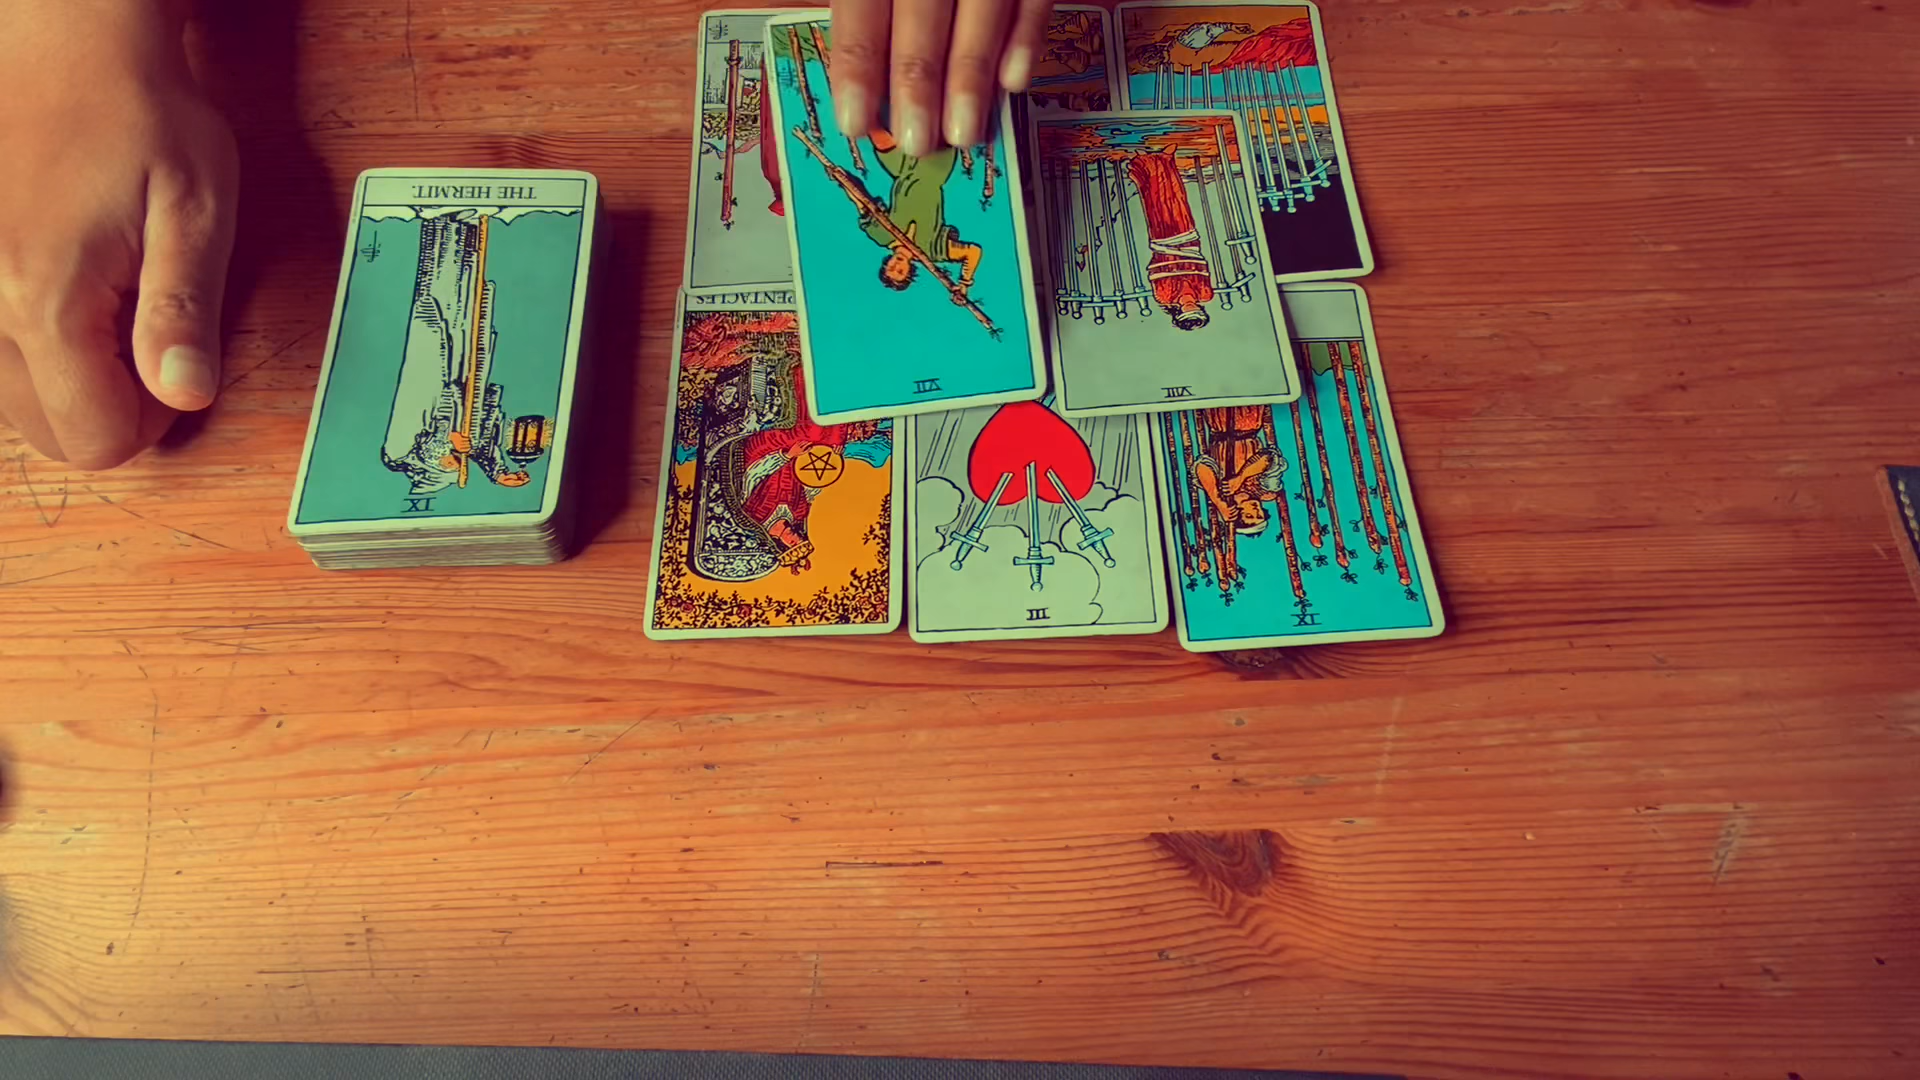 THE HERMIT.
IX
PENTACLES
VII
VIII
III
IX